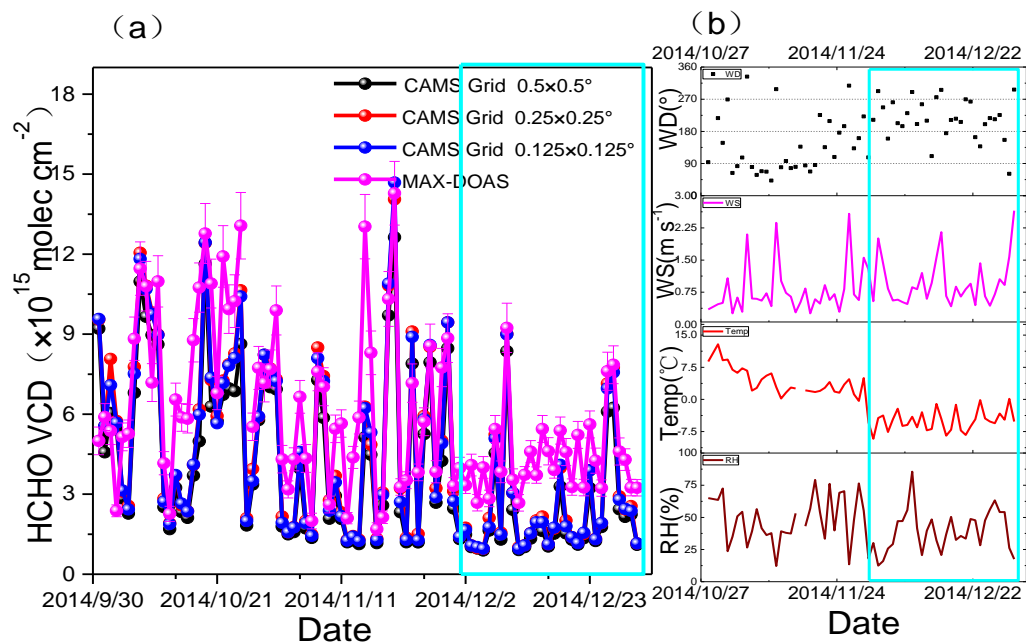 (a)
HCHO VCD (×10¹⁵ molec cm⁻²)
18
15
12
9
6
3
0
CAMS Grid 0.5×0.5°
CAMS Grid 0.25×0.25°
CAMS Grid 0.125×0.125°
MAX-DOAS
2014/9/30 2014/10/21 2014/11/11 2014/12/2 2014/12/23
Date
(b)
2014/10/27 2014/11/24 2014/12/22
WD(°)
360
270
180
90
WD
WS(m s⁻¹)
3.00
2.25
1.50
0.75
0.00
WS
Temp(℃)
15.0
7.5
0.0
-7.5
Temp
RH(%)
100
75
50
25
0
RH
2014/10/27 2014/11/24 2014/12/22
Date